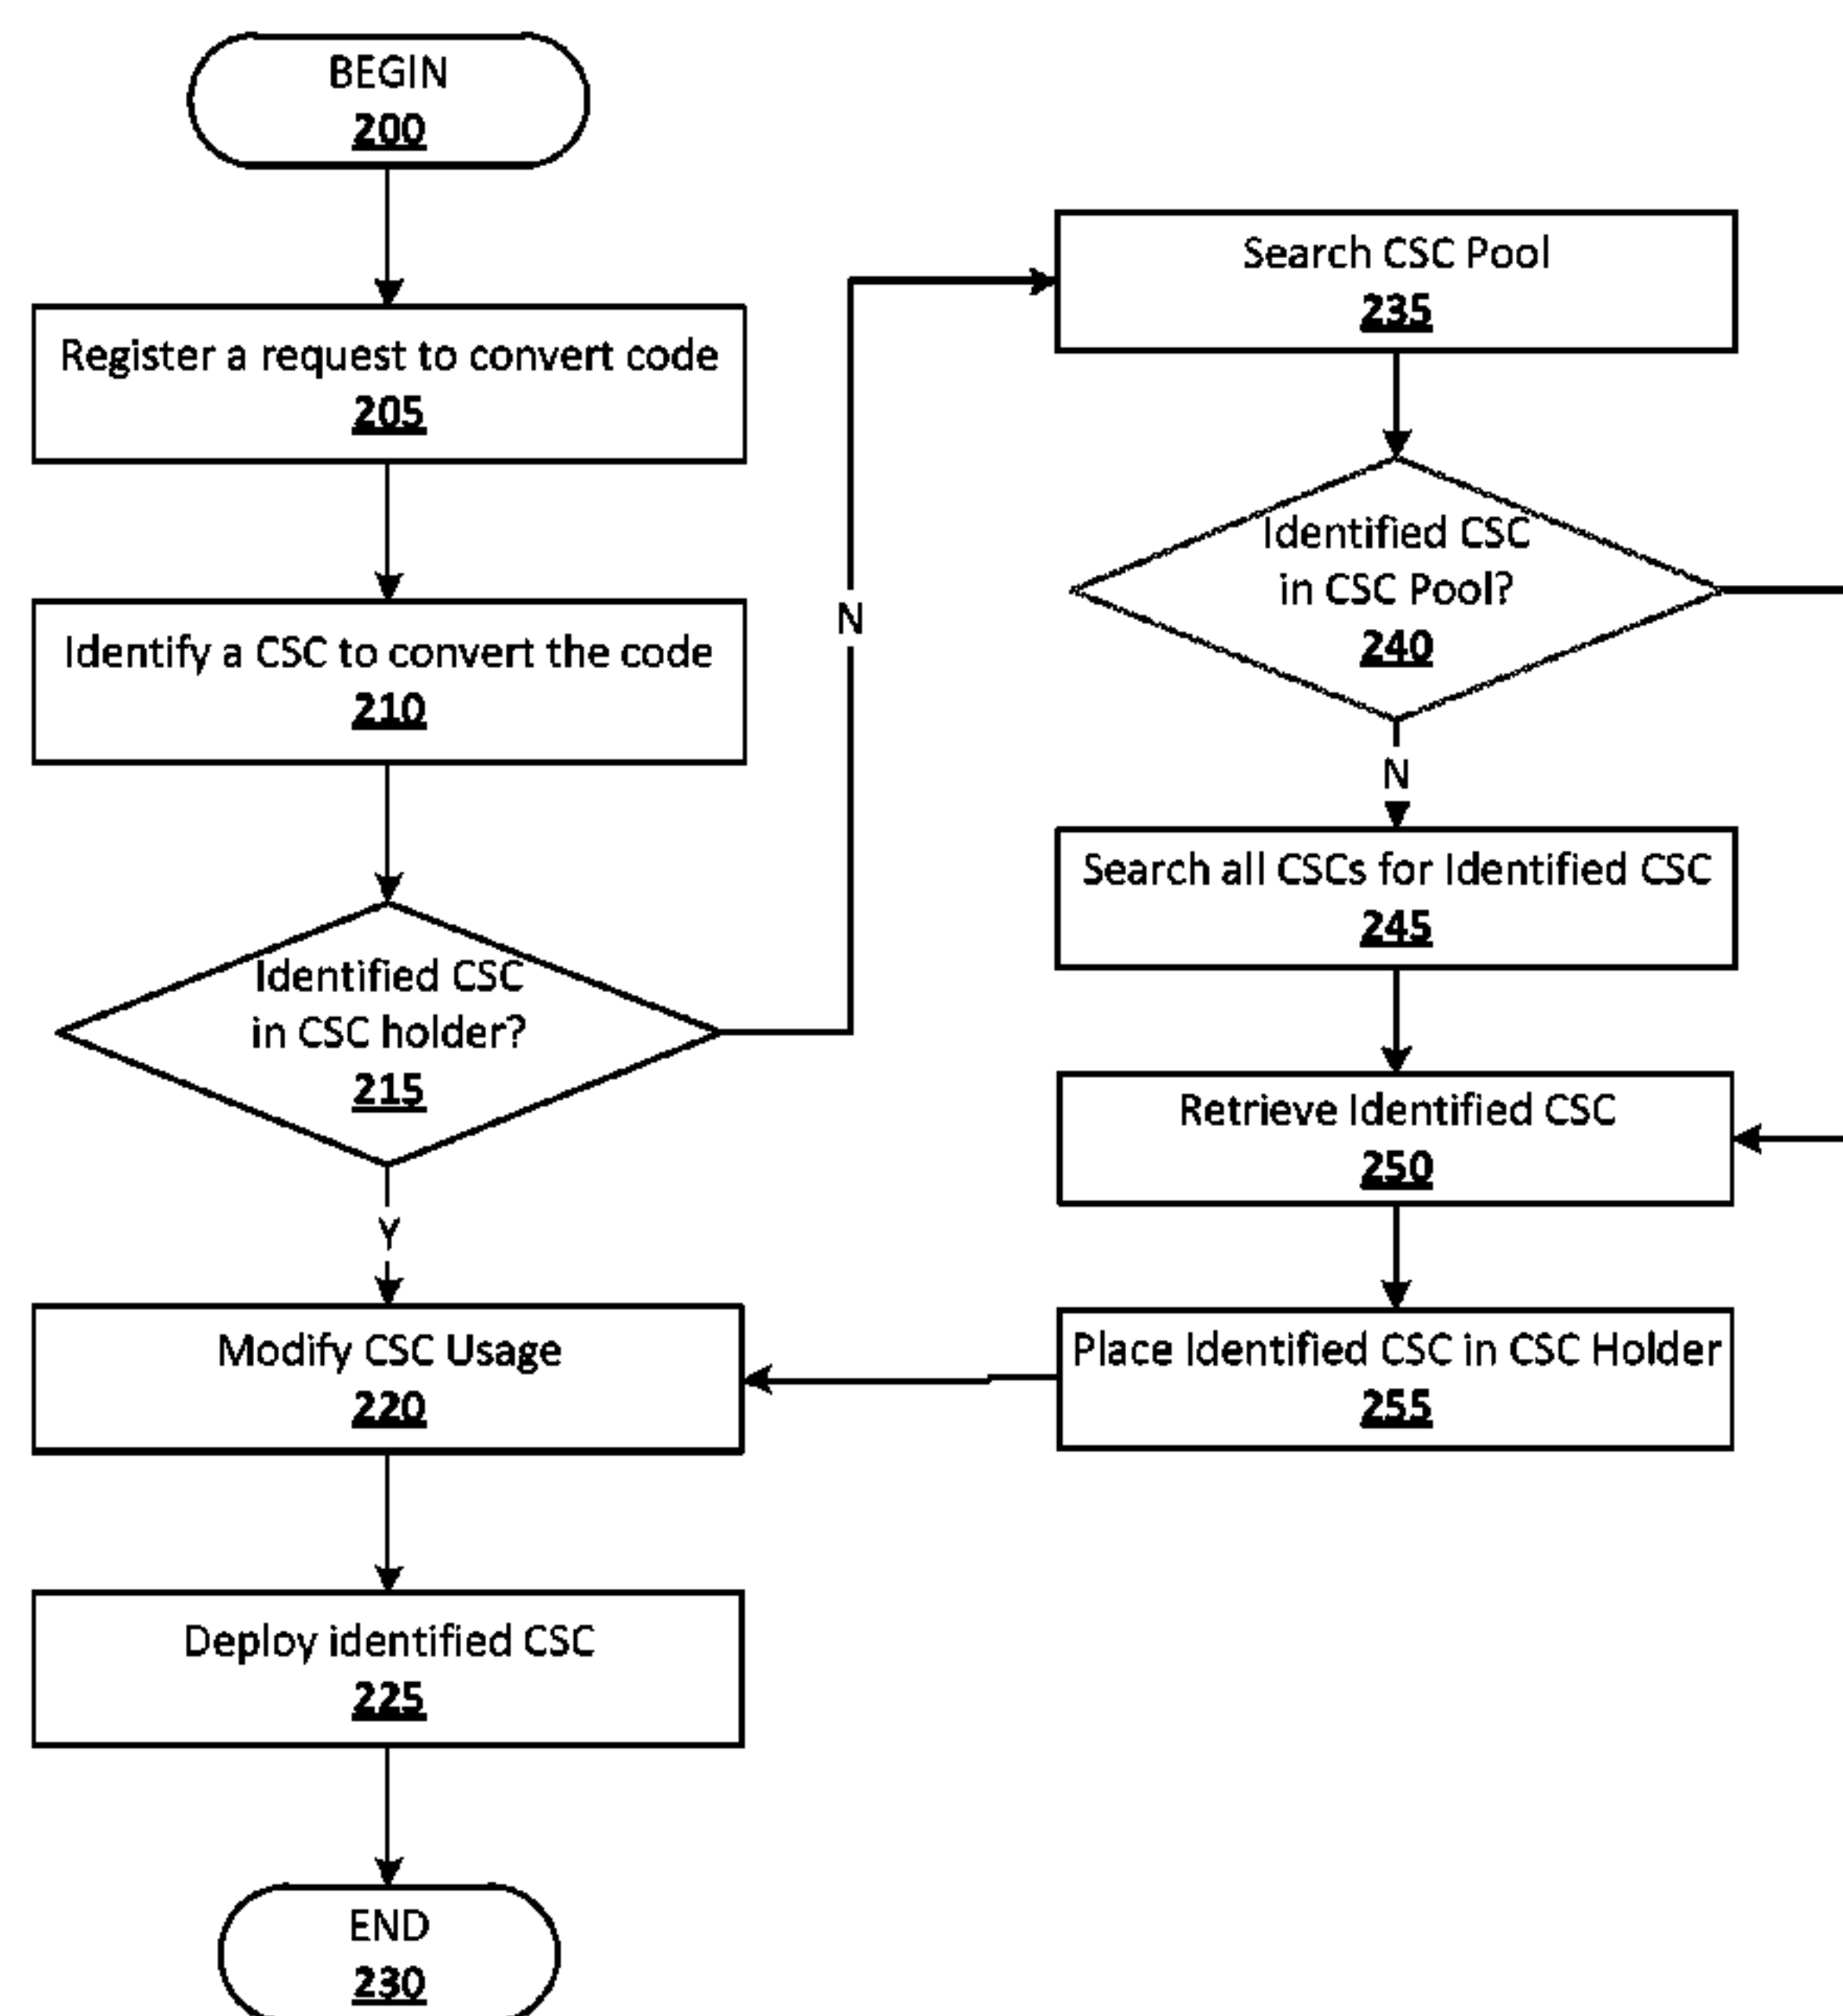 BEGIN
200
Register a request to convert code
205
Identify a CSC to convert the code
210
Identified CSC
in CSC holder?
215
Y
Modify CSC Usage
220
Deploy identified CSC
225
END
230
N
Search CSC Pool
235
Identified CSC
in CSC Pool?
240
N
Search all CSCs for Identified CSC
245
Retrieve Identified CSC
250
Place Identified CSC in CSC Holder
255